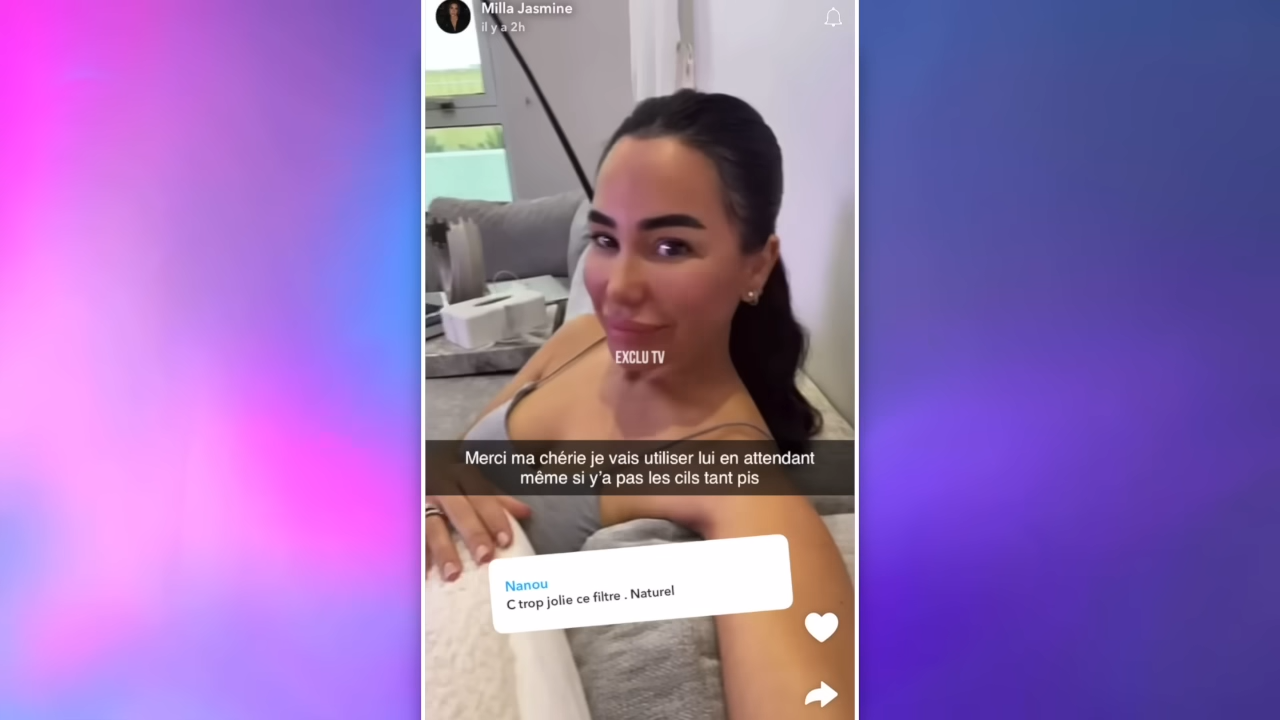 Milla Jasmine
il y a 2h
EXCLU TV
Merci ma chérie je vais utiliser lui en attendant
même si y’a pas les cils tant pis
Nanou
C trop jolie ce filtre . Naturel